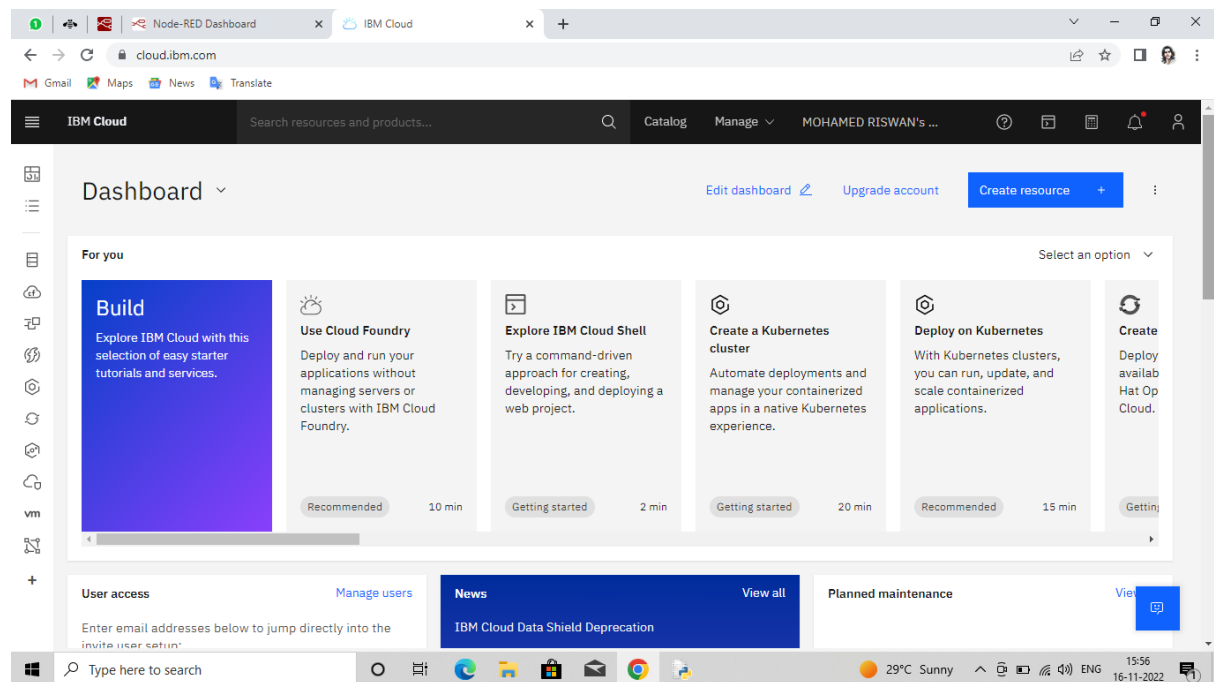 Node-RED Dashboard
IBM Cloud
cloud.ibm.com
Gmail Maps News Translate
IBM Cloud
Search resources and products...
Catalog
Manage
MOHAMED RISWAN's ...
Dashboard
Edit dashboard
Upgrade account
Create resource +
For you
Select an option
Build
Explore IBM Cloud with this
selection of easy starter
tutorials and services.
Use Cloud Foundry
Deploy and run your
applications without
managing servers or
clusters with IBM Cloud
Foundry.
Recommended 10 min
Explore IBM Cloud Shell
Try a command-driven
approach for creating,
developing, and deploying a
web project.
Getting started 2 min
Create a Kubernetes
cluster
Automate deployments and
manage your containerized
apps in a native Kubernetes
experience.
Getting started 20 min
Deploy on Kubernetes
With Kubernetes clusters,
you can run, update, and
scale containerized
applications.
Recommended 15 min
Create
Deploy
availab
Hat Op
Cloud.
Getting
vm
User access
Manage users
Enter email addresses below to jump directly into the
invite user setup:
News
View all
IBM Cloud Data Shield Deprecation
Planned maintenance
Type here to search
29°C Sunny
ENG
15:56
16-11-2022